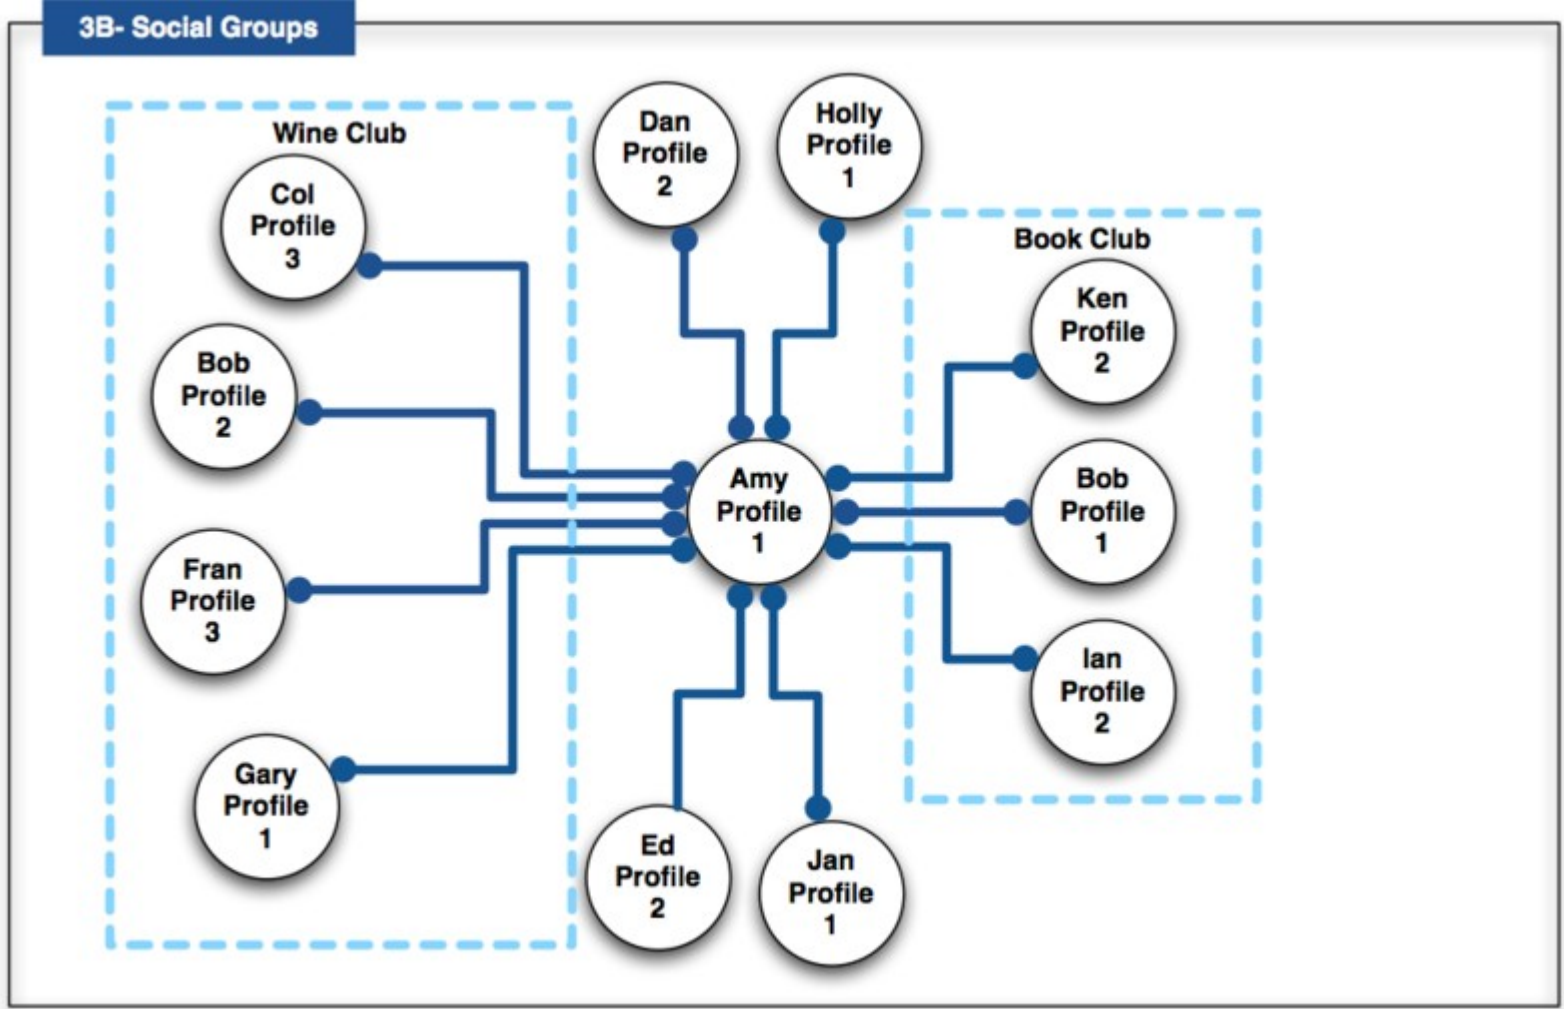 3B- Social Groups
Wine Club
Col
Profile
3
Bob
Profile
2
Fran
Profile
3
Gary
Profile
1
Dan
Profile
2
Holly
Profile
1
Amy
Profile
1
Ed
Profile
2
Jan
Profile
1
Book Club
Ken
Profile
2
Bob
Profile
1
Ian
Profile
2